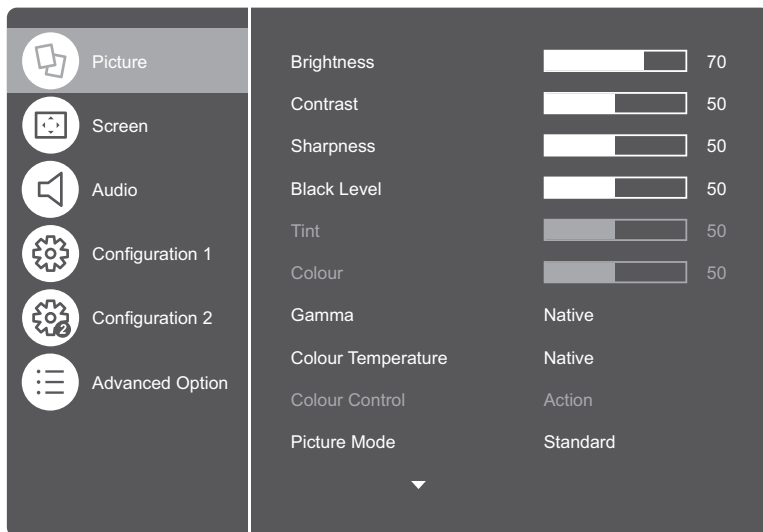 Picture
Screen
Audio
Configuration 1
Configuration 2
2
Advanced Option
Brightness 70
Contrast 50
Sharpness 50
Black Level 50
Tint 50
Colour 50
Gamma Native
Colour Temperature Native
Colour Control Action
Picture Mode Standard